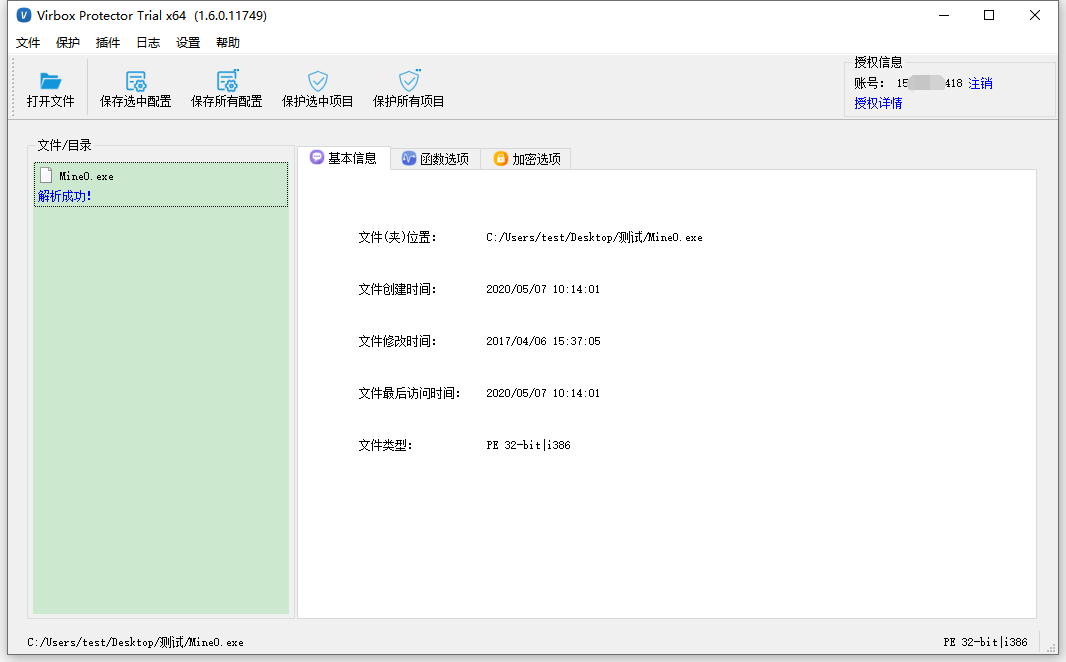 Virbox Protector Trial x64 (1.6.0.11749)
文件 保护 插件 日志 设置 帮助
打开文件 保存选中配置 保存所有配置 保护选中项目 保护所有项目
授权信息
账号: 15 418 注销
授权详情
文件/目录
Mine0.exe
解析成功!
基本信息 函数选项 加密选项
文件(夹)位置: C:/Users/test/Desktop/测试/Mine0.exe
文件创建时间: 2020/05/07 10:14:01
文件修改时间: 2017/04/06 15:37:05
文件最后访问时间: 2020/05/07 10:14:01
文件类型: PE 32-bit|i386
C:/Users/test/Desktop/测试/Mine0.exe PE 32-bit|i386